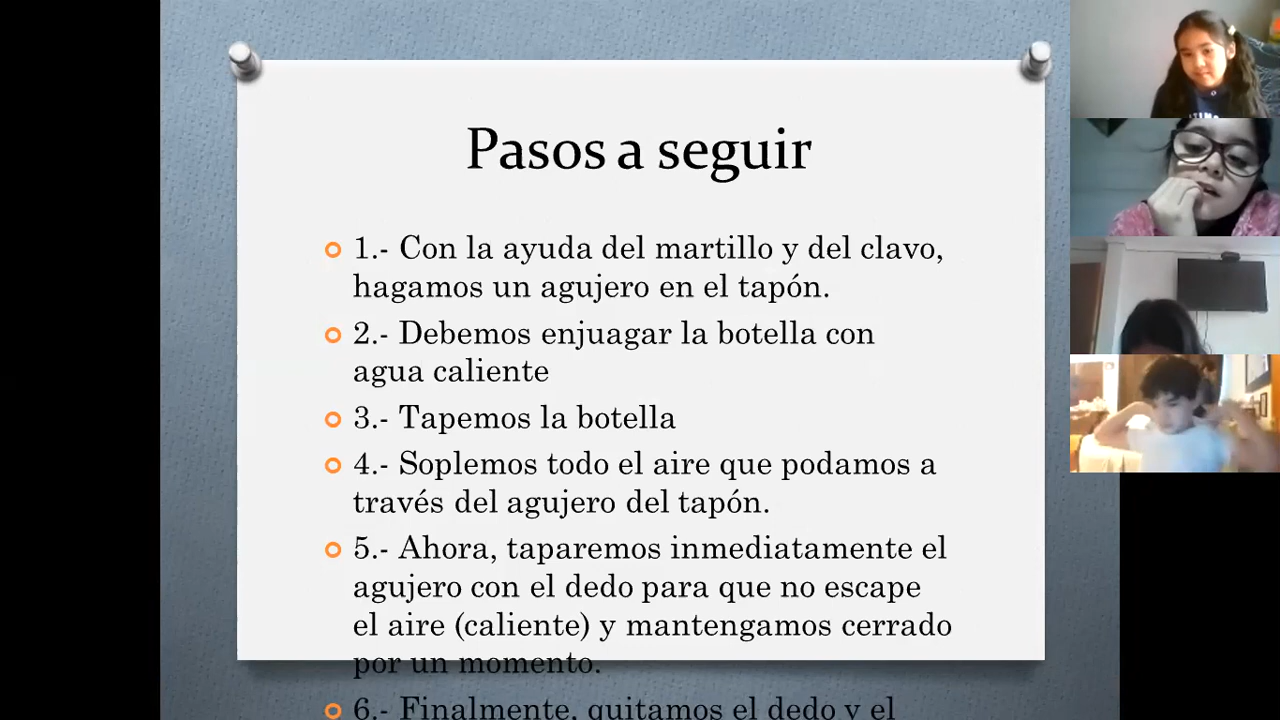 Pasos a seguir
1.- Con la ayuda del martillo y del clavo,
hagamos un agujero en el tapón.
2.- Debemos enjuagar la botella con
agua caliente
3.- Tapemos la botella
4.- Soplemos todo el aire que podamos a
través del agujero del tapón.
5.- Ahora, taparemos inmediatamente el
agujero con el dedo para que no escape
el aire (caliente) y mantengamos cerrado
por un momento.
6.- Finalmente, quitamos el dedo y el